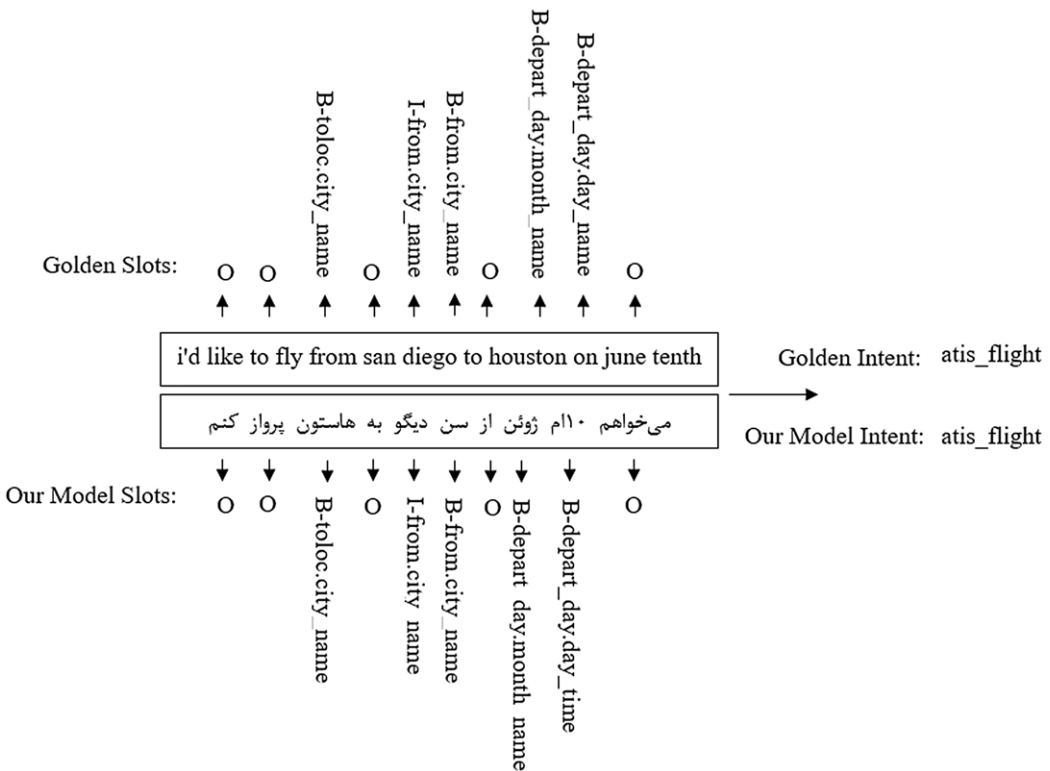 B-toloc.city_name
I-from.city_name
B-from.city_name
B-depart_day.month_name
B-depart_day.day_name
Golden Slots: O O O O O
i'd like to fly from san diego to houston on june tenth
Golden Intent: atis_flight
می‌خواهم ۱۰ام ژوئن از سن دیگو به هاستون پرواز کنم
Our Model Intent: atis_flight
Our Model Slots: O O O O O
B-toloc.city_name
I-from.city name
B-from.city_name
B-depart day.month name
B-depart_day.day_time